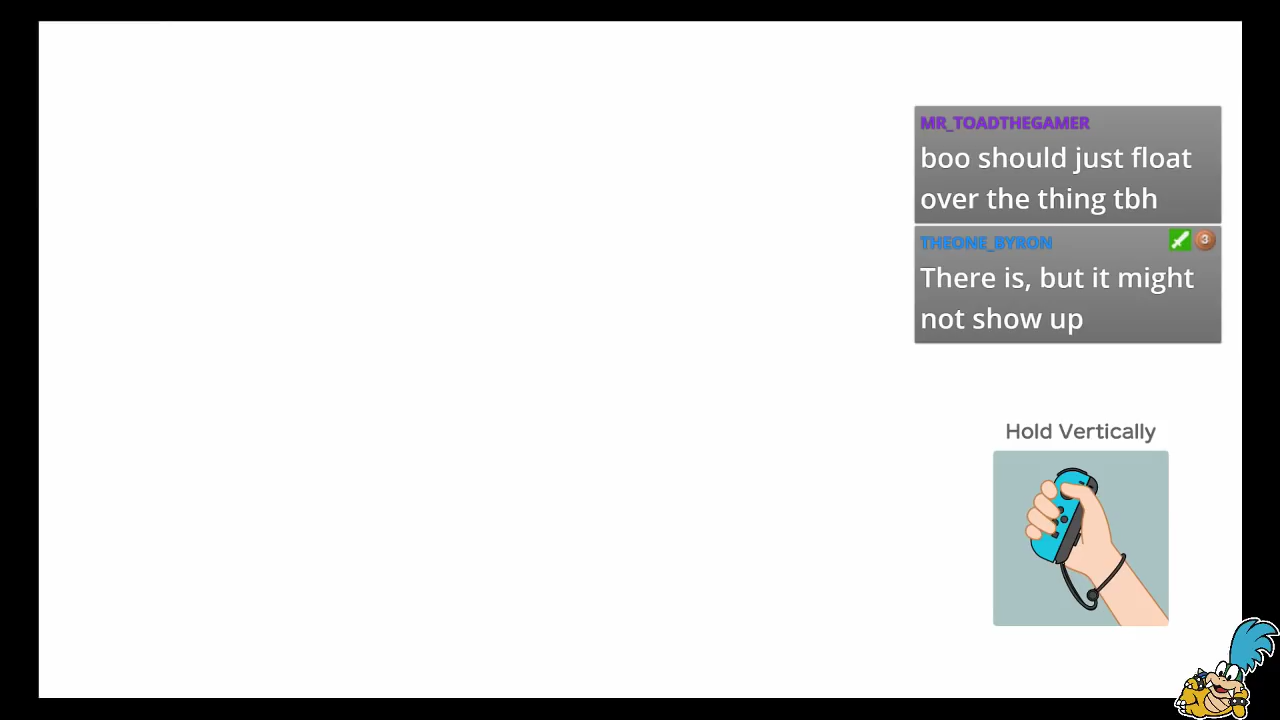 MR_TOADTHEGAMER
boo should just float
over the thing tbh
THEONE_BYRON
3
There is, but it might
not show up
Hold Vertically